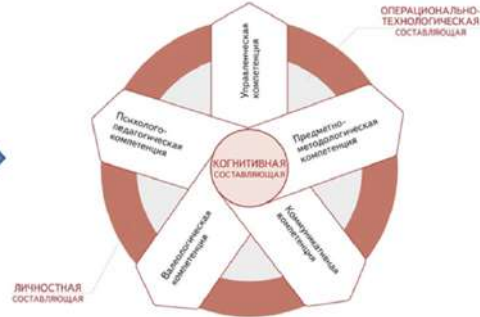 ОПЕРАЦИОНАЛЬНО-
ТЕХНОЛОГИЧЕСКАЯ
СОСТАВЛЯЮЩАЯ
Управленческая
компетенция
Психолого-
педагогическая
компетенция
Предметно-
методологическая
компетенция
КОГНИТИВНАЯ
СОСТАВЛЯЮЩАЯ
Валеологическая
компетенция
Коммуникативная
компетенция
ЛИЧНОСТНАЯ
СОСТАВЛЯЮЩАЯ